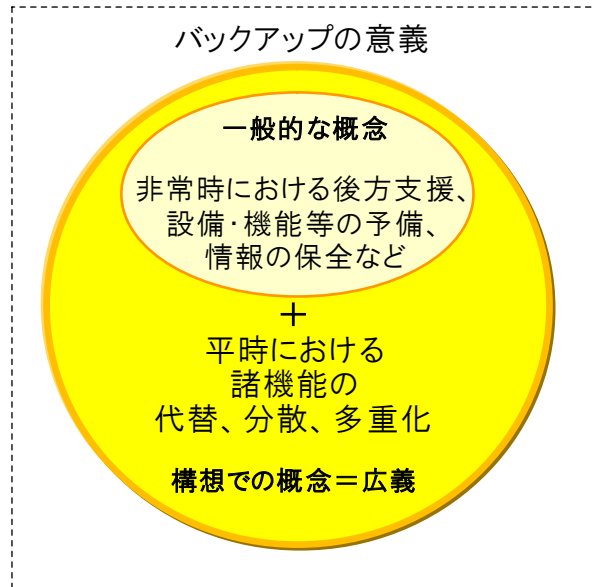 バックアップの意義
一般的な概念
非常時における後方支援、
設備・機能等の予備、
情報の保全など
＋
平時における
諸機能の
代替、分散、多重化
構想での概念＝広義